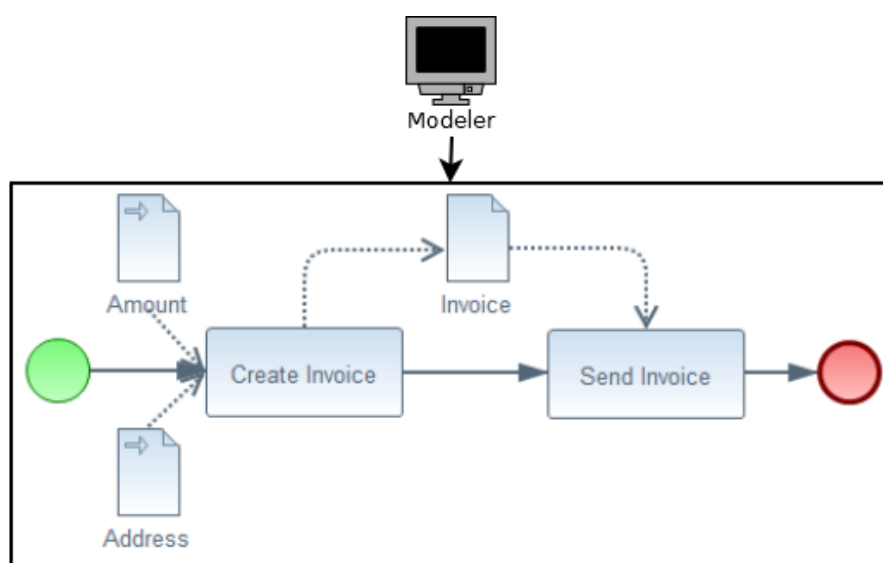 Modeler
Amount
Invoice
Create Invoice
Send Invoice
Address